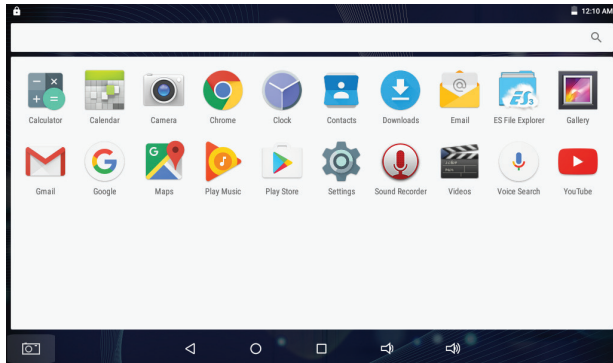 12:10 AM
Calculator Calendar Camera Chrome Clock Contacts Downloads Email ES File Explorer Gallery
Gmail Google Maps Play Music Play Store Settings Sound Recorder Videos Voice Search YouTube